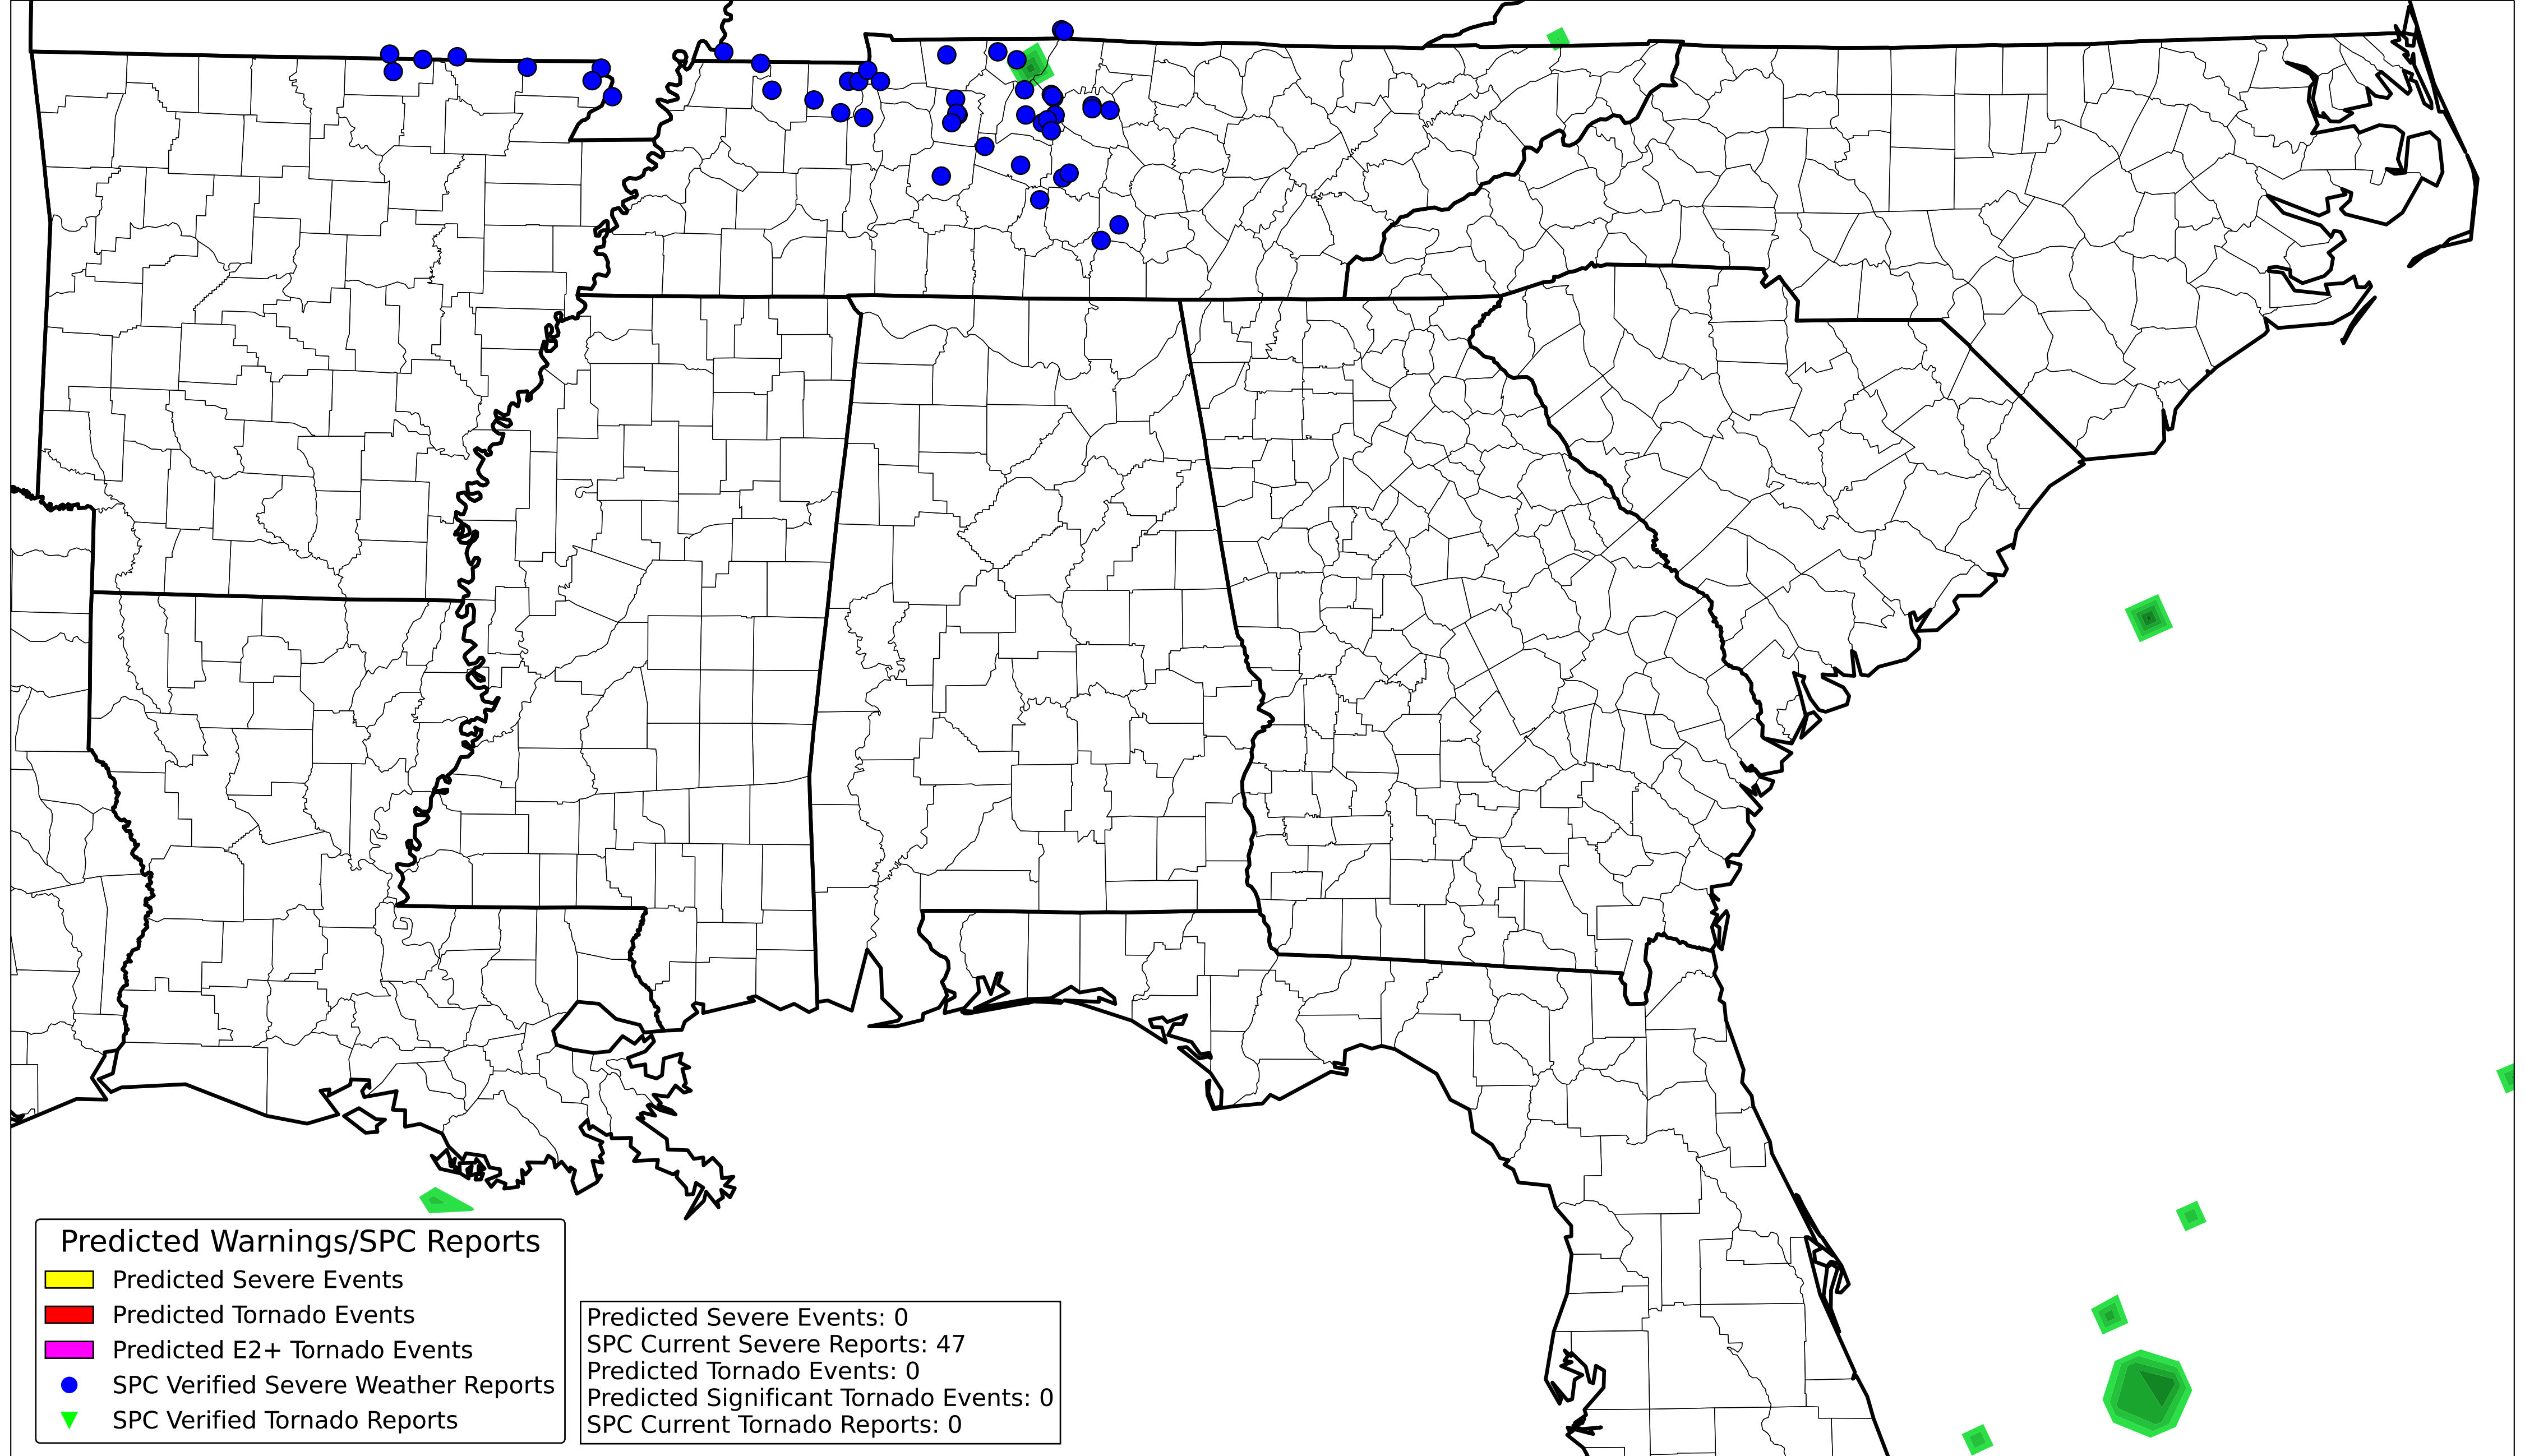 Predicted Warnings/SPC Reports
Predicted Severe Events
Predicted Tornado Events
Predicted E2+ Tornado Events
SPC Verified Severe Weather Reports
SPC Verified Tornado Reports
Predicted Severe Events: 0
SPC Current Severe Reports: 47
Predicted Tornado Events: 0
Predicted Significant Tornado Events: 0
SPC Current Tornado Reports: 0